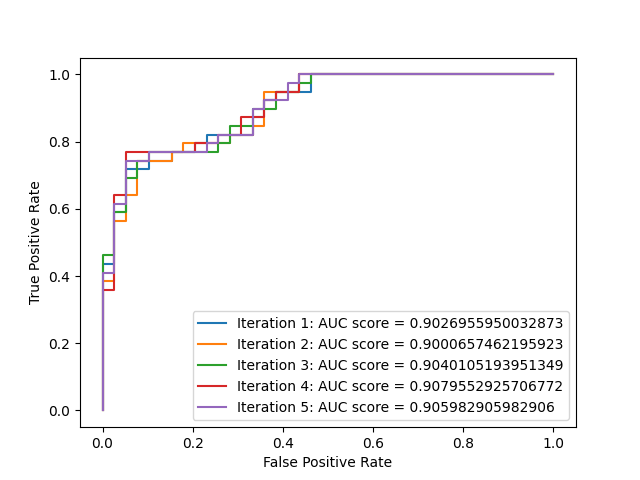 1.0
0.8
0.6
0.4
0.2
0.0
True Positive Rate
Iteration 1: AUC score = 0.9026955950032873
Iteration 2: AUC score = 0.9000657462195923
Iteration 3: AUC score = 0.9040105193951349
Iteration 4: AUC score = 0.9079552925706772
Iteration 5: AUC score = 0.905982905982906
0.0 0.2 0.4 0.6 0.8 1.0
False Positive Rate